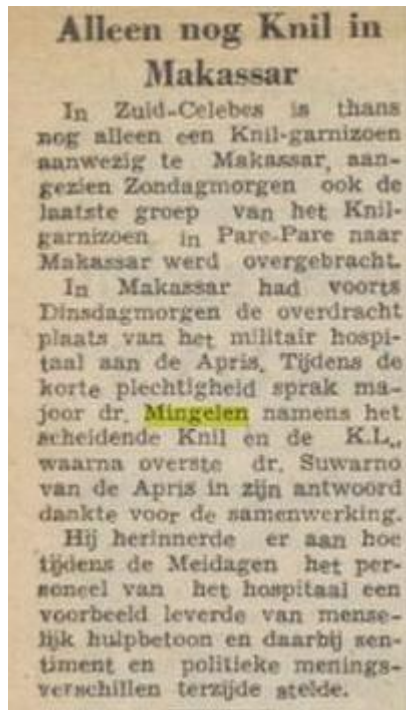 Alleen nog Knil in
Makassar
In Zuid-Celebes is thans
nog alleen een Knil-garnizoen
aanwezig te Makassar, aan-
gezien Zondagmorgen ook de
laatste groep van het Knil-
garnizoen in Pare-Pare naar
Makassar werd overgebracht.
In Makassar had voorts
Dinsdagmorgen de overdracht
plaats van het militair hospi-
taal aan de Apris. Tijdens de
korte plechtigheid sprak ma-
joor dr. Mingelen namens het
scheidende Knil en de K.L.,
waarna overste dr. Suwarno
van de Apris in zijn antwoord
dankte voor de samenwerking.
Hij herinnerde er aan hoe
tijdens de Meidagen het per-
soneel van het hospitaal een
voorbeeld leverde van mense-
lijk hulpbetoon en daarbij sen-
timent en politieke menings-
verschillen terzijde stelde.